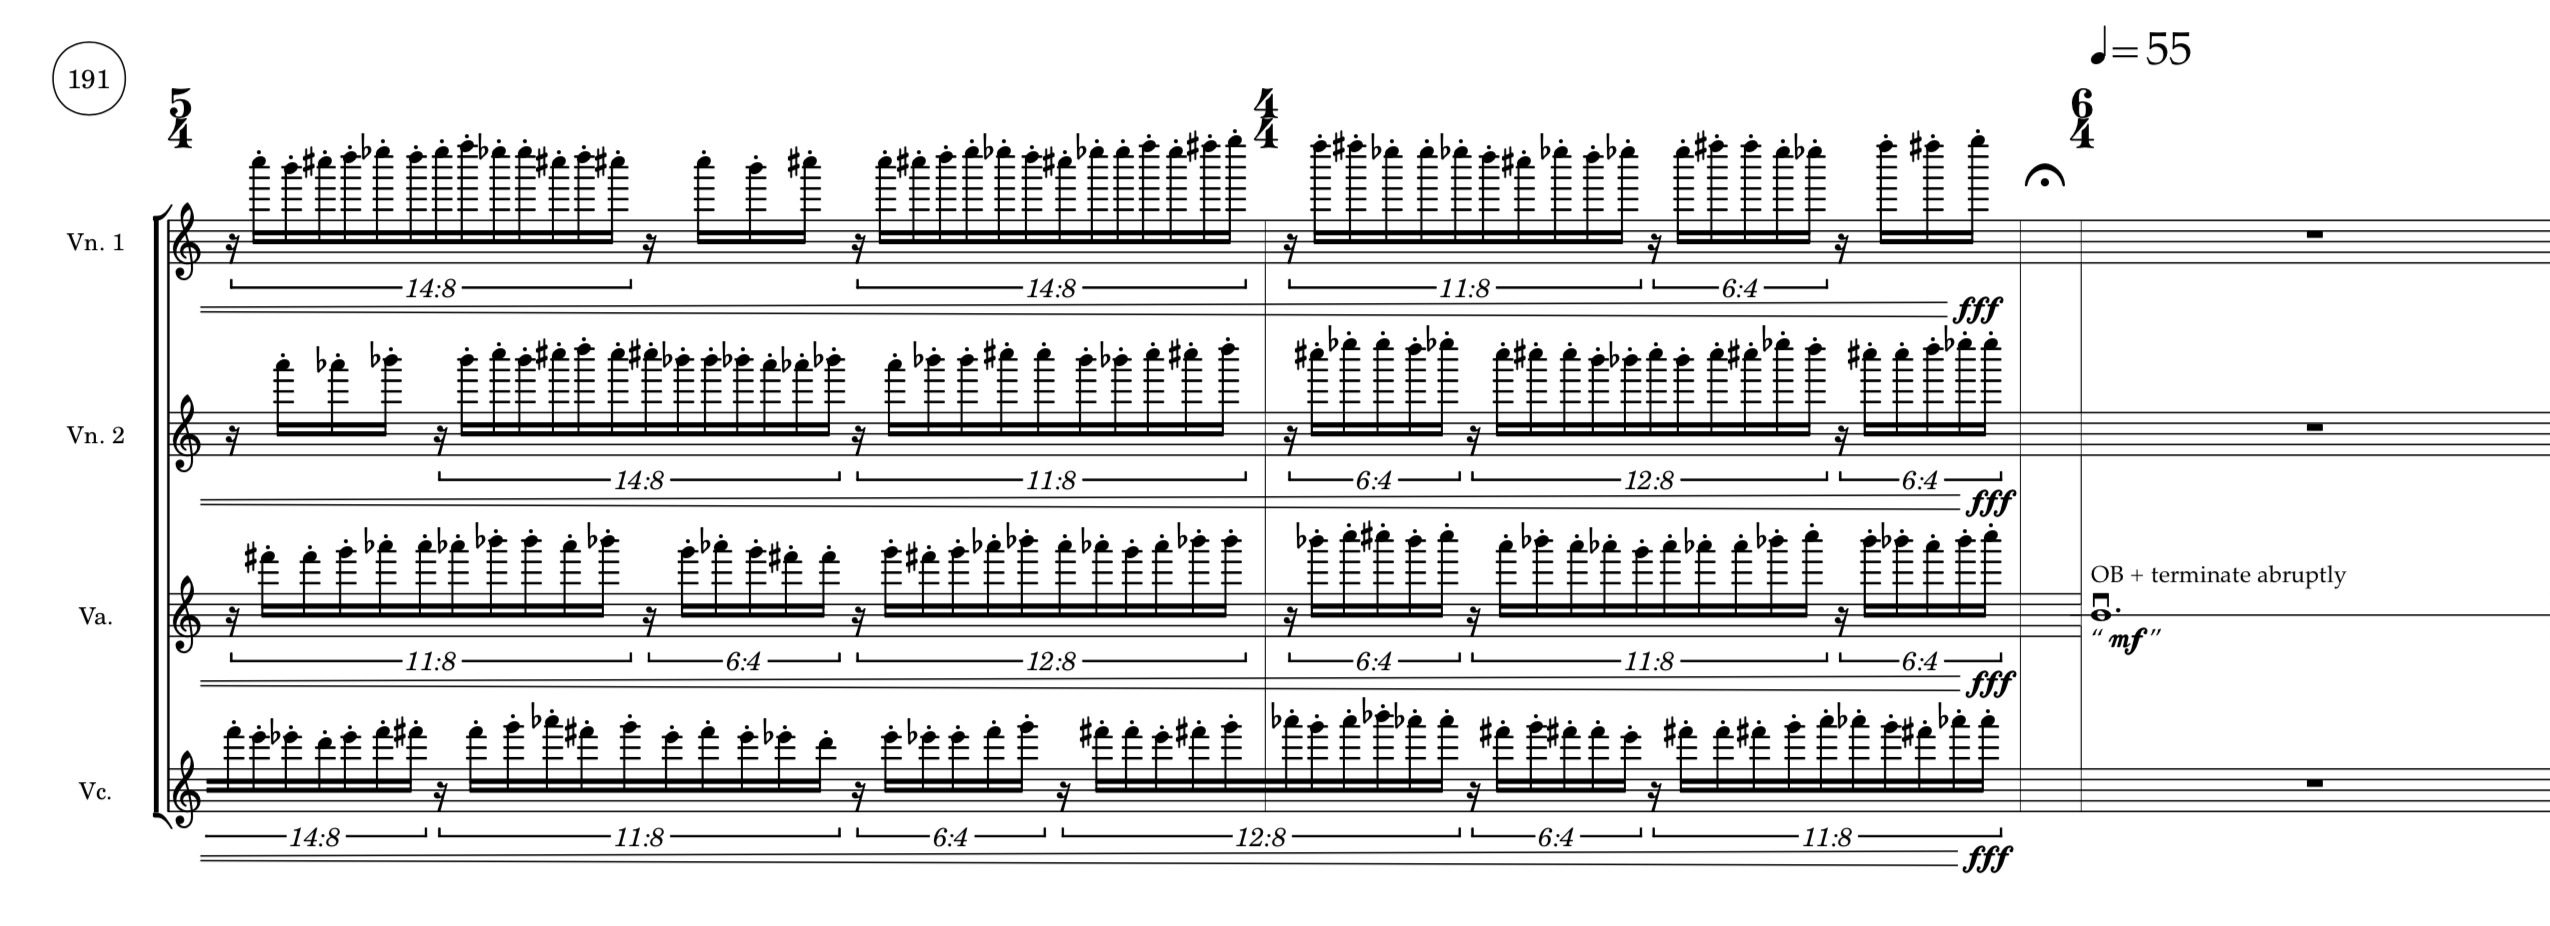 191
♩= 55
5
4
4
4
6
4
Vn. 1
14:8 14:8 11:8 6:4
fff
Vn. 2
14:8 11:8 6:4 12:8 6:4
fff
OB + terminate abruptly
Va.
“ mf ”
11:8 6:4 12:8 6:4 11:8 6:4
fff
Vc.
14:8 11:8 6:4 12:8 6:4 11:8
fff